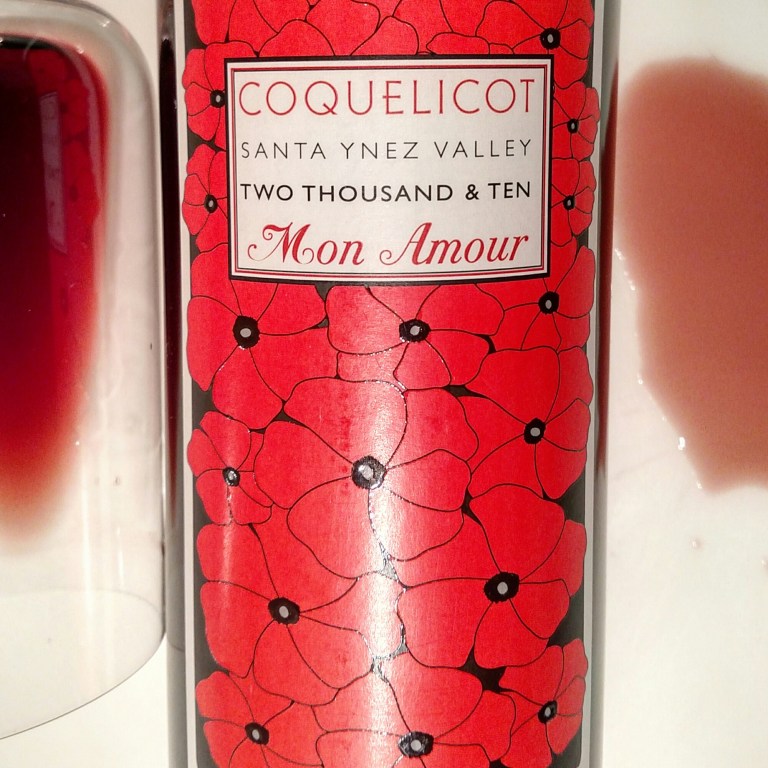 COQUELICOT
SANTA YNEZ VALLEY
TWO THOUSAND & TEN
Mon Amour